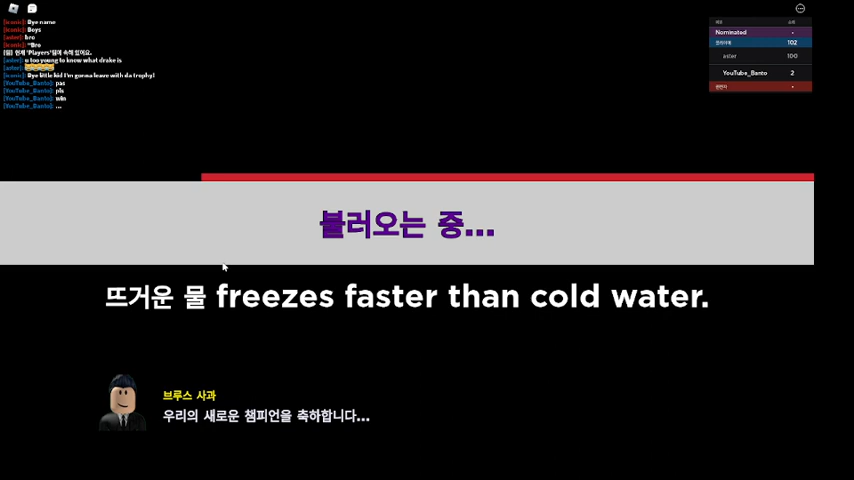 [iconic]: Bye name
[iconic]: Boys
[aster]: bro
[iconic]: "Bro
[팀] 현재 'Players'팀에 속해 있어요.
[aster]: u too young to know what drake is
[aster]:
[iconic]: Bye little kid I'm gonna leave with da trophy!
[YouTube_Banto]: pas
[YouTube_Banto]: pls
[YouTube_Banto]: win
[YouTube_Banto]: ...
Nominated -
102
aster 100
YouTube_Banto 2
불러오는 중...
뜨거운 물 freezes faster than cold water.
브루스 사과
우리의 새로운 챔피언을 축하합니다...